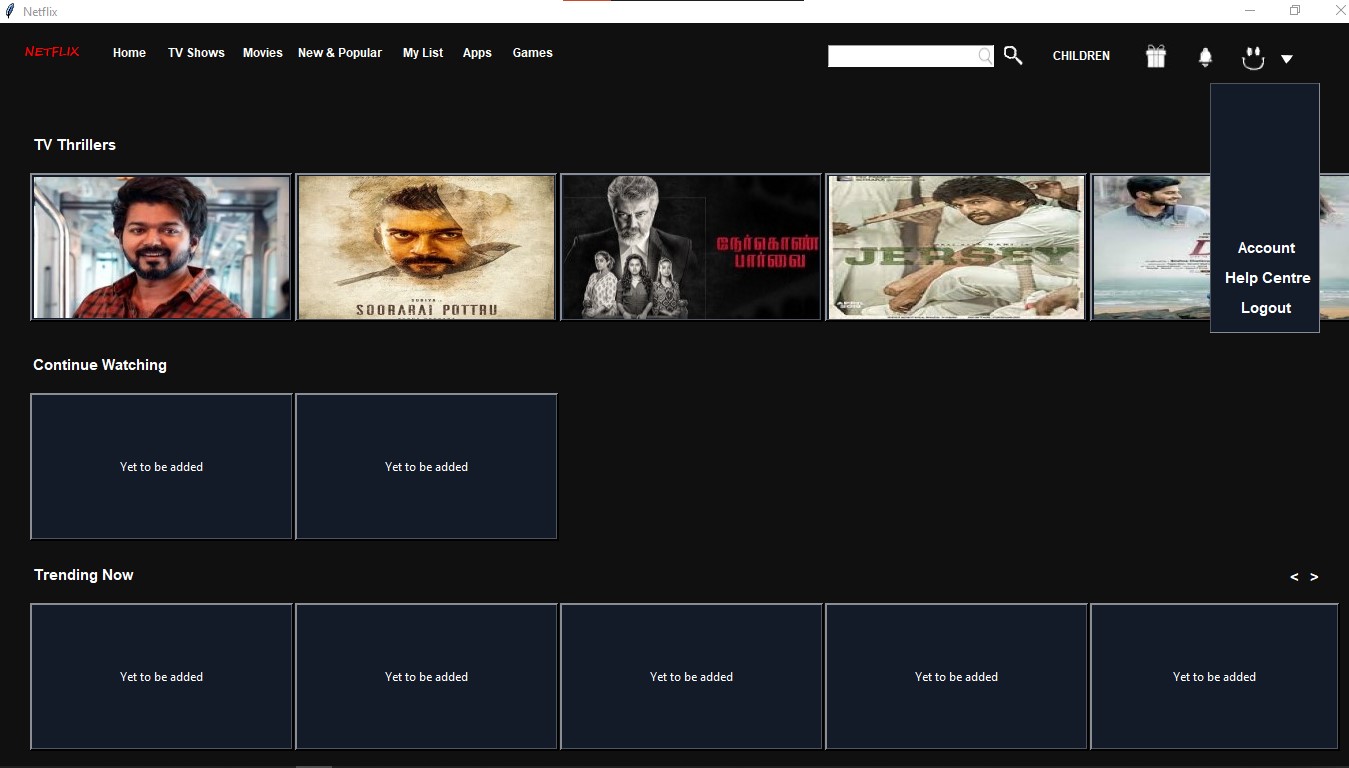 Netflix
NETFLIX Home TV Shows Movies New & Popular My List Apps Games CHILDREN
TV Thrillers
நேர்கொண்ட
பார்வை
SURIYA
SOORARAI POTTRU
JERSEY
Account
Help Centre
Logout
Continue Watching
Yet to be added Yet to be added
Trending Now < >
Yet to be added Yet to be added Yet to be added Yet to be added Yet to be added